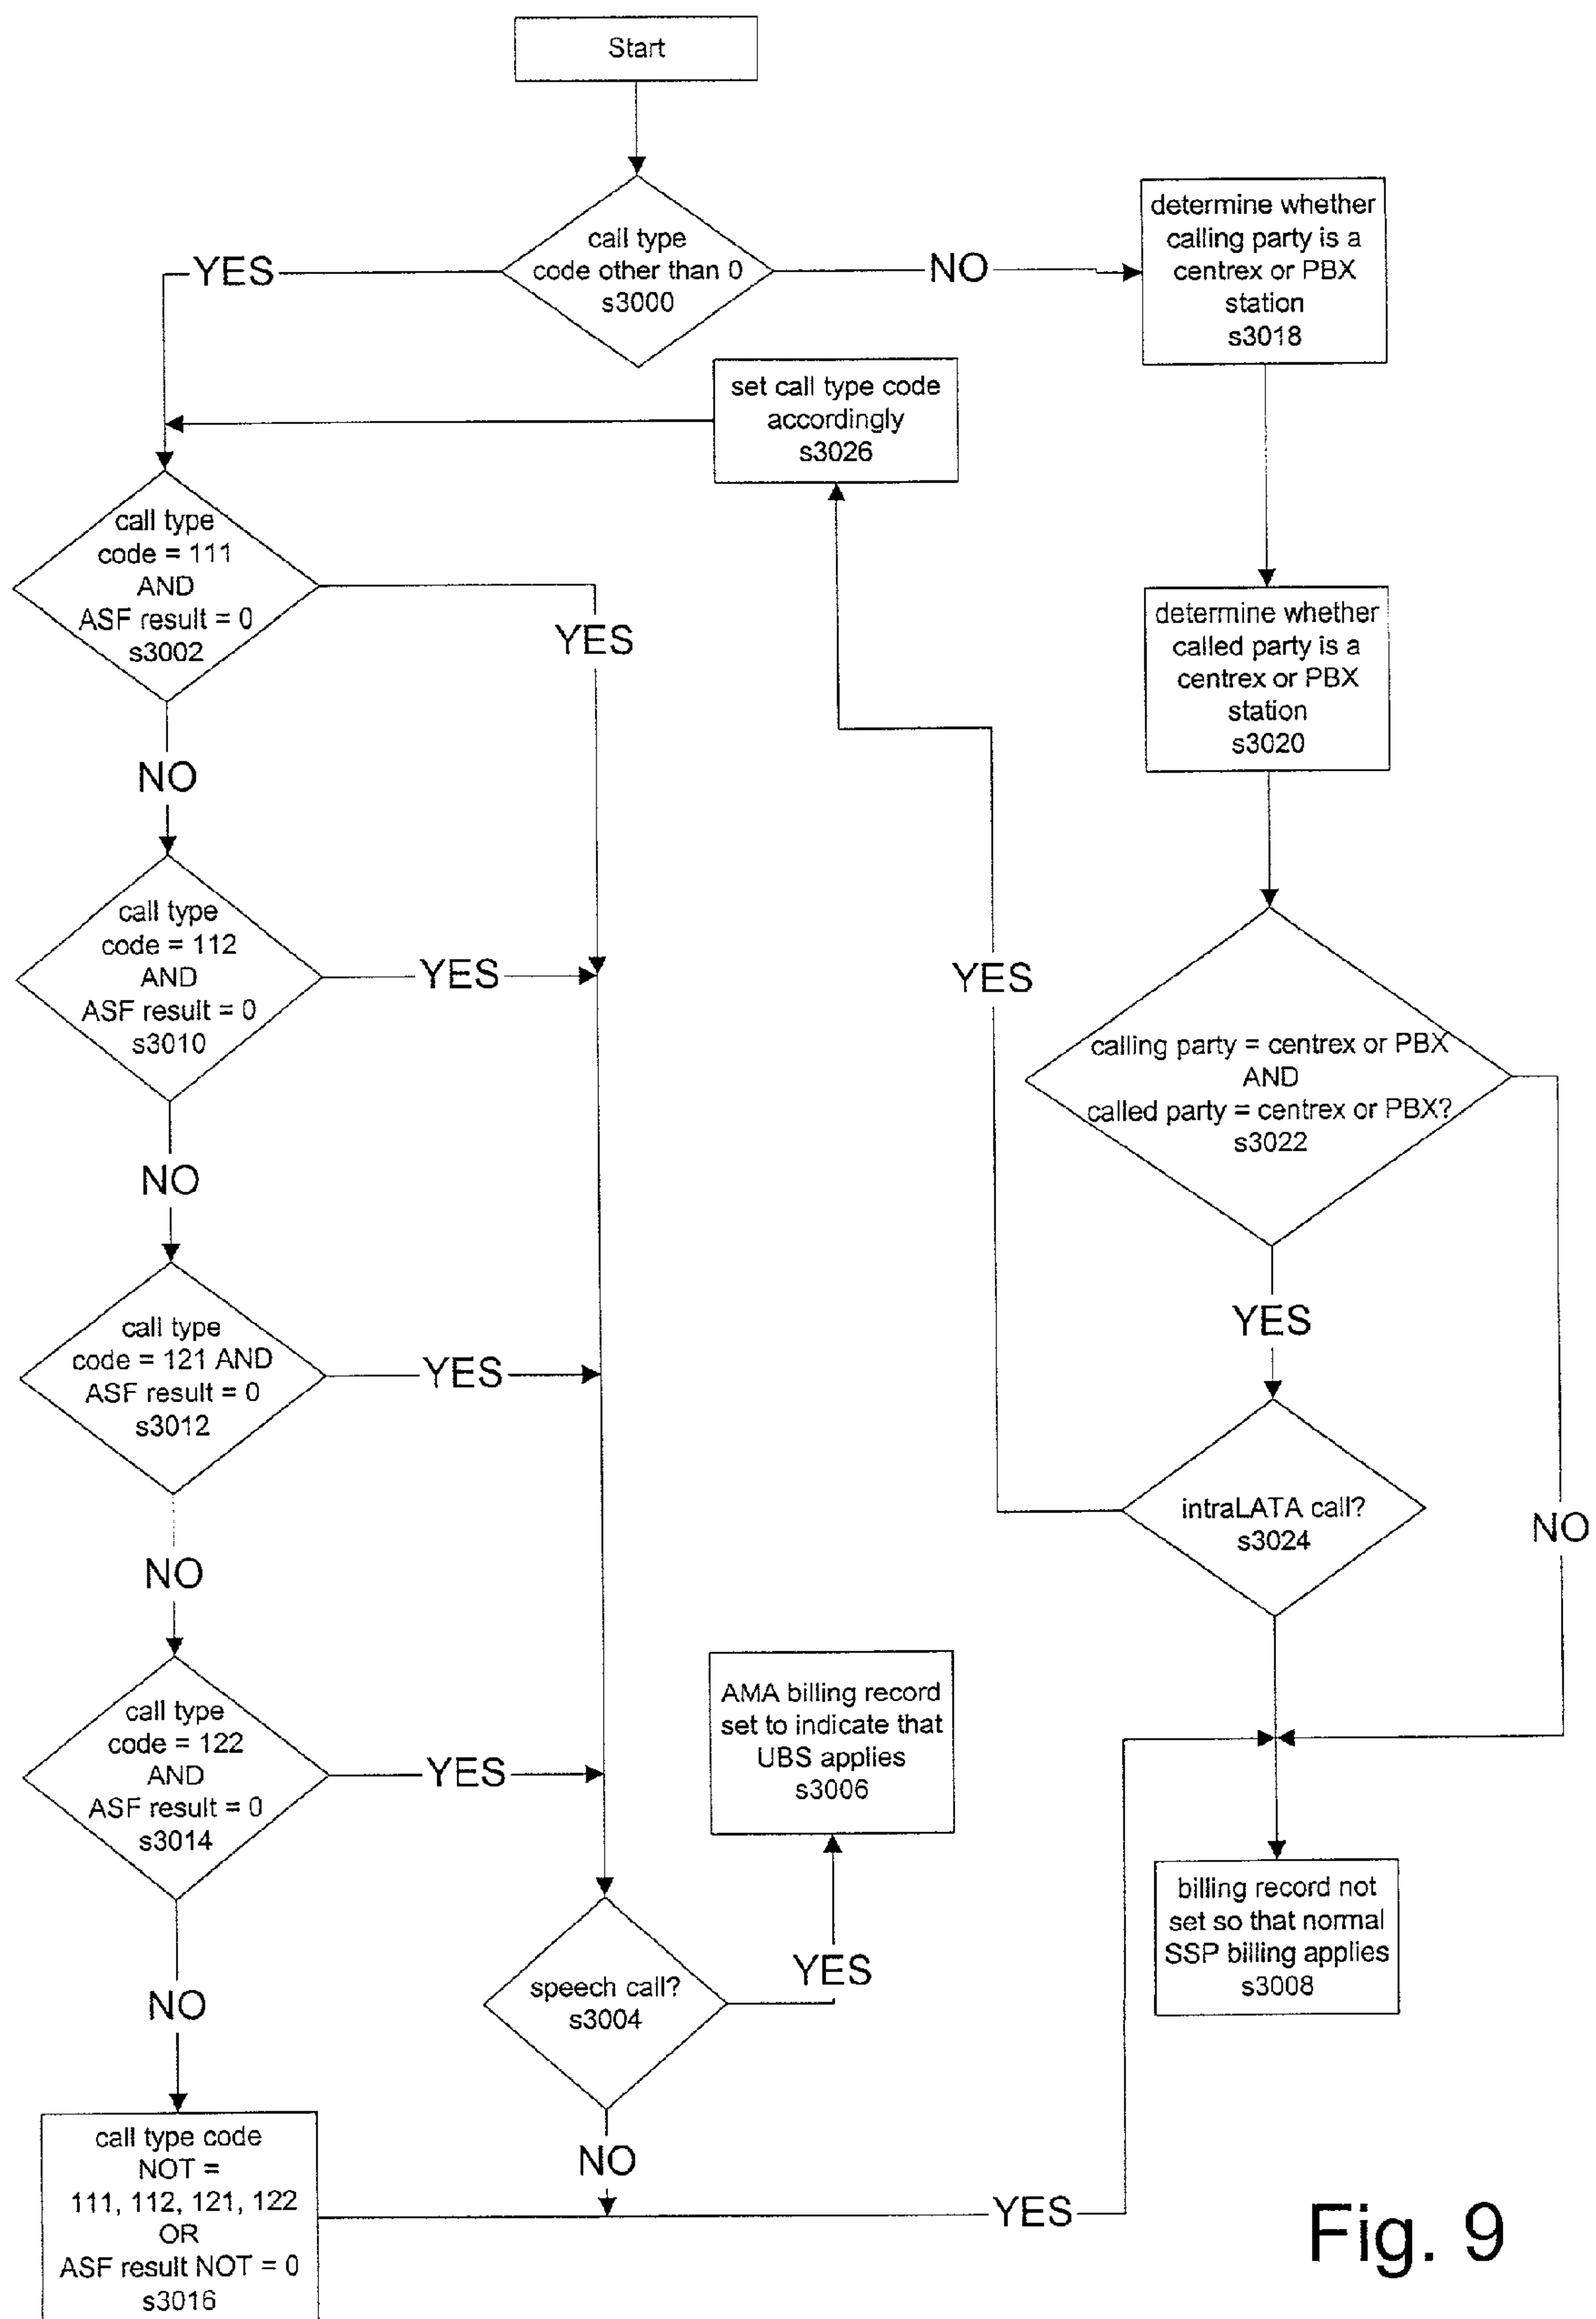 Start
call type
code other than 0
s3000
YES
NO
determine whether
calling party is a
centrex or PBX
station
s3018
set call type code
accordingly
s3026
call type
code = 111
AND
ASF result = 0
s3002
YES
NO
determine whether
called party is a
centrex or PBX
station
s3020
call type
code = 112
AND
ASF result = 0
s3010
YES
NO
YES
calling party = centrex or PBX
AND
called party = centrex or PBX?
s3022
YES
NO
call type
code = 121 AND
ASF result = 0
s3012
YES
NO
intraLATA call?
s3024
call type
code = 122
AND
ASF result = 0
s3014
YES
NO
AMA billing record
set to indicate that
UBS applies
s3006
YES
speech call?
s3004
NO
billing record not
set so that normal
SSP billing applies
s3008
call type code
NOT =
111, 112, 121, 122
OR
ASF result NOT = 0
s3016
YES
Fig. 9